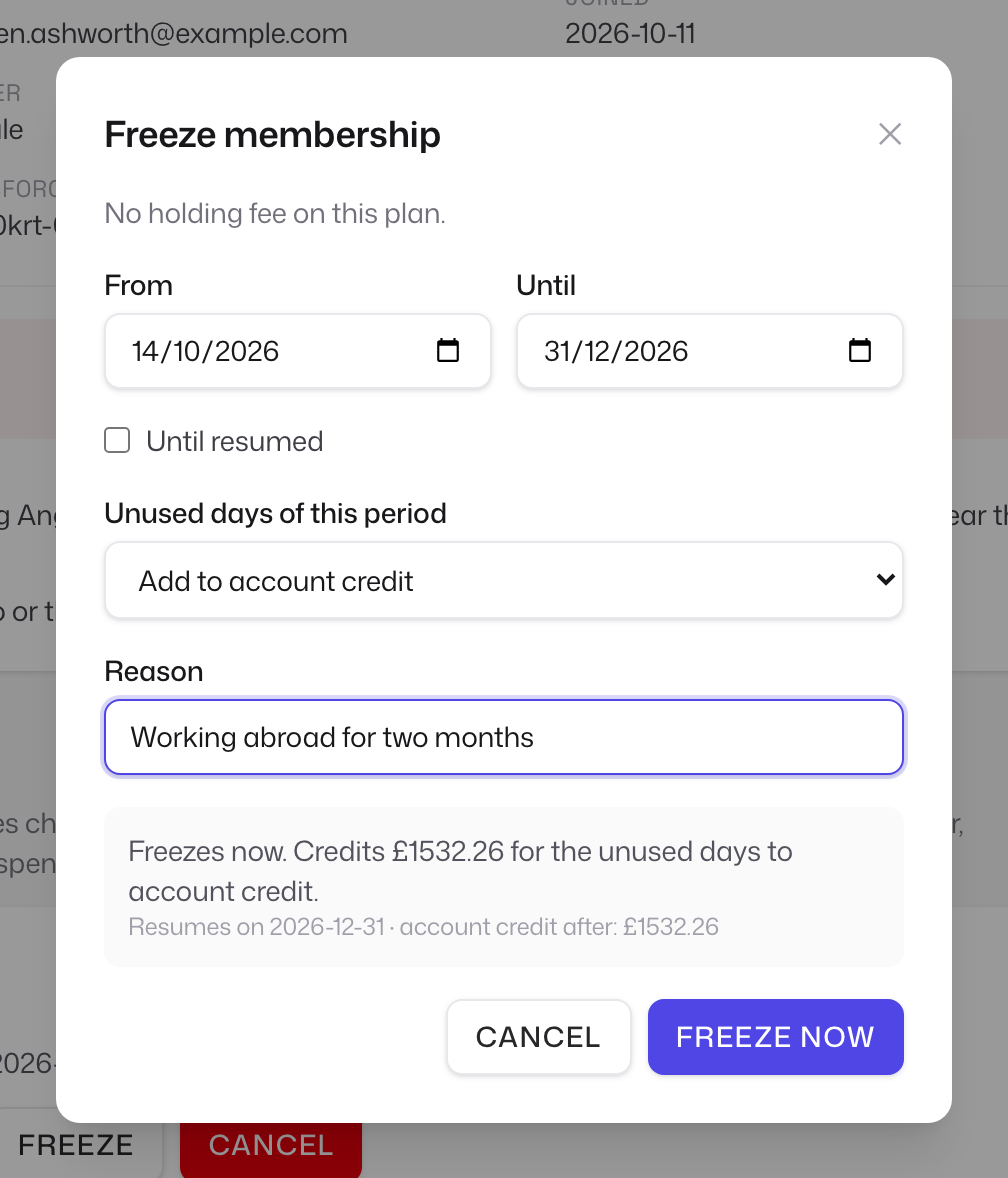 en.ashworth@example.com
2026-10-11
Freeze membership
No holding fee on this plan.
From
Until
14/10/2026
31/12/2026
Until resumed
Unused days of this period
Add to account credit
Reason
Working abroad for two months
Freezes now. Credits £1532.26 for the unused days to
account credit.
Resumes on 2026-12-31 · account credit after: £1532.26
CANCEL
FREEZE NOW
2026-
FREEZE
CANCEL